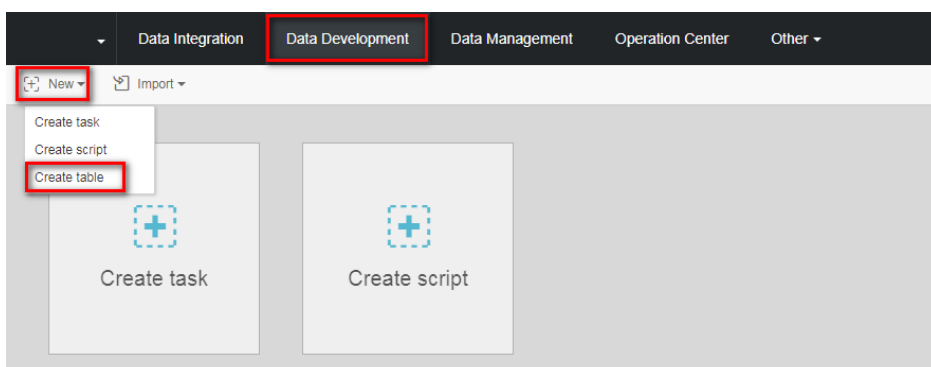 Data Integration Data Development Data Management Operation Center Other
New Import
Create task
Create script
Create table
Create task Create script